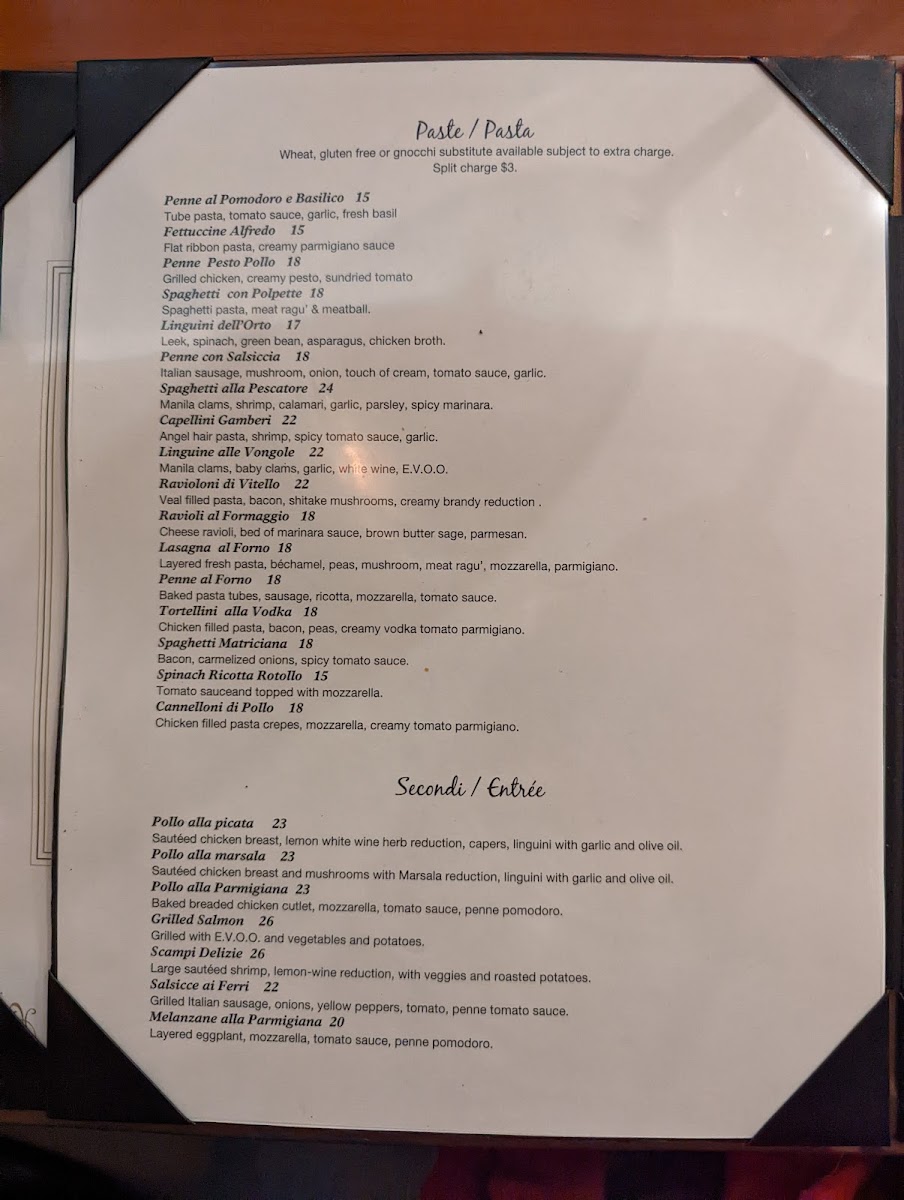 Paste / Pasta
Wheat, gluten free or gnocchi substitute available subject to extra charge.
Split charge $3.
Penne al Pomodoro e Basilico 15
Tube pasta, tomato sauce, garlic, fresh basil
Fettuccine Alfredo 15
Flat ribbon pasta, creamy parmigiano sauce
Penne Pesto Pollo 18
Grilled chicken, creamy pesto, sundried tomato
Spaghetti con Polpette 18
Spaghetti pasta, meat ragu' & meatball.
Linguini dell'Orto 17
Leek, spinach, green bean, asparagus, chicken broth.
Penne con Salsiccia 18
Italian sausage, mushroom, onion, touch of cream, tomato sauce, garlic.
Spaghetti alla Pescatore 24
Manila clams, shrimp, calamari, garlic, parsley, spicy marinara.
Capellini Gamberi 22
Angel hair pasta, shrimp, spicy tomato sauce, garlic.
Linguine alle Vongole 22
Manila clams, baby clams, garlic, white wine, E.V.O.O.
Ravioloni di Vitello 22
Veal filled pasta, bacon, shitake mushrooms, creamy brandy reduction .
Ravioli al Formaggio 18
Cheese ravioli, bed of marinara sauce, brown butter sage, parmesan.
Lasagna al Forno 18
Layered fresh pasta, béchamel, peas, mushroom, meat ragu', mozzarella, parmigiano.
Penne al Forno 18
Baked pasta tubes, sausage, ricotta, mozzarella, tomato sauce.
Tortellini alla Vodka 18
Chicken filled pasta, bacon, peas, creamy vodka tomato parmigiano.
Spaghetti Matriciana 18
Bacon, carmelized onions, spicy tomato sauce.
Spinach Ricotta Rotollo 15
Tomato sauceand topped with mozzarella.
Cannelloni di Pollo 18
Chicken filled pasta crepes, mozzarella, creamy tomato parmigiano.
Secondi / Entrée
Pollo alla picata 23
Sautéed chicken breast, lemon white wine herb reduction, capers, linguini with garlic and olive oil.
Pollo alla marsala 23
Sautéed chicken breast and mushrooms with Marsala reduction, linguini with garlic and olive oil.
Pollo alla Parmigiana 23
Baked breaded chicken cutlet, mozzarella, tomato sauce, penne pomodoro.
Grilled Salmon 26
Grilled with E.V.O.O. and vegetables and potatoes.
Scampi Delizie 26
Large sautéed shrimp, lemon-wine reduction, with veggies and roasted potatoes.
Salsicce ai Ferri 22
Grilled Italian sausage, onions, yellow peppers, tomato, penne tomato sauce.
Melanzane alla Parmigiana 20
Layered eggplant, mozzarella, tomato sauce, penne pomodoro.